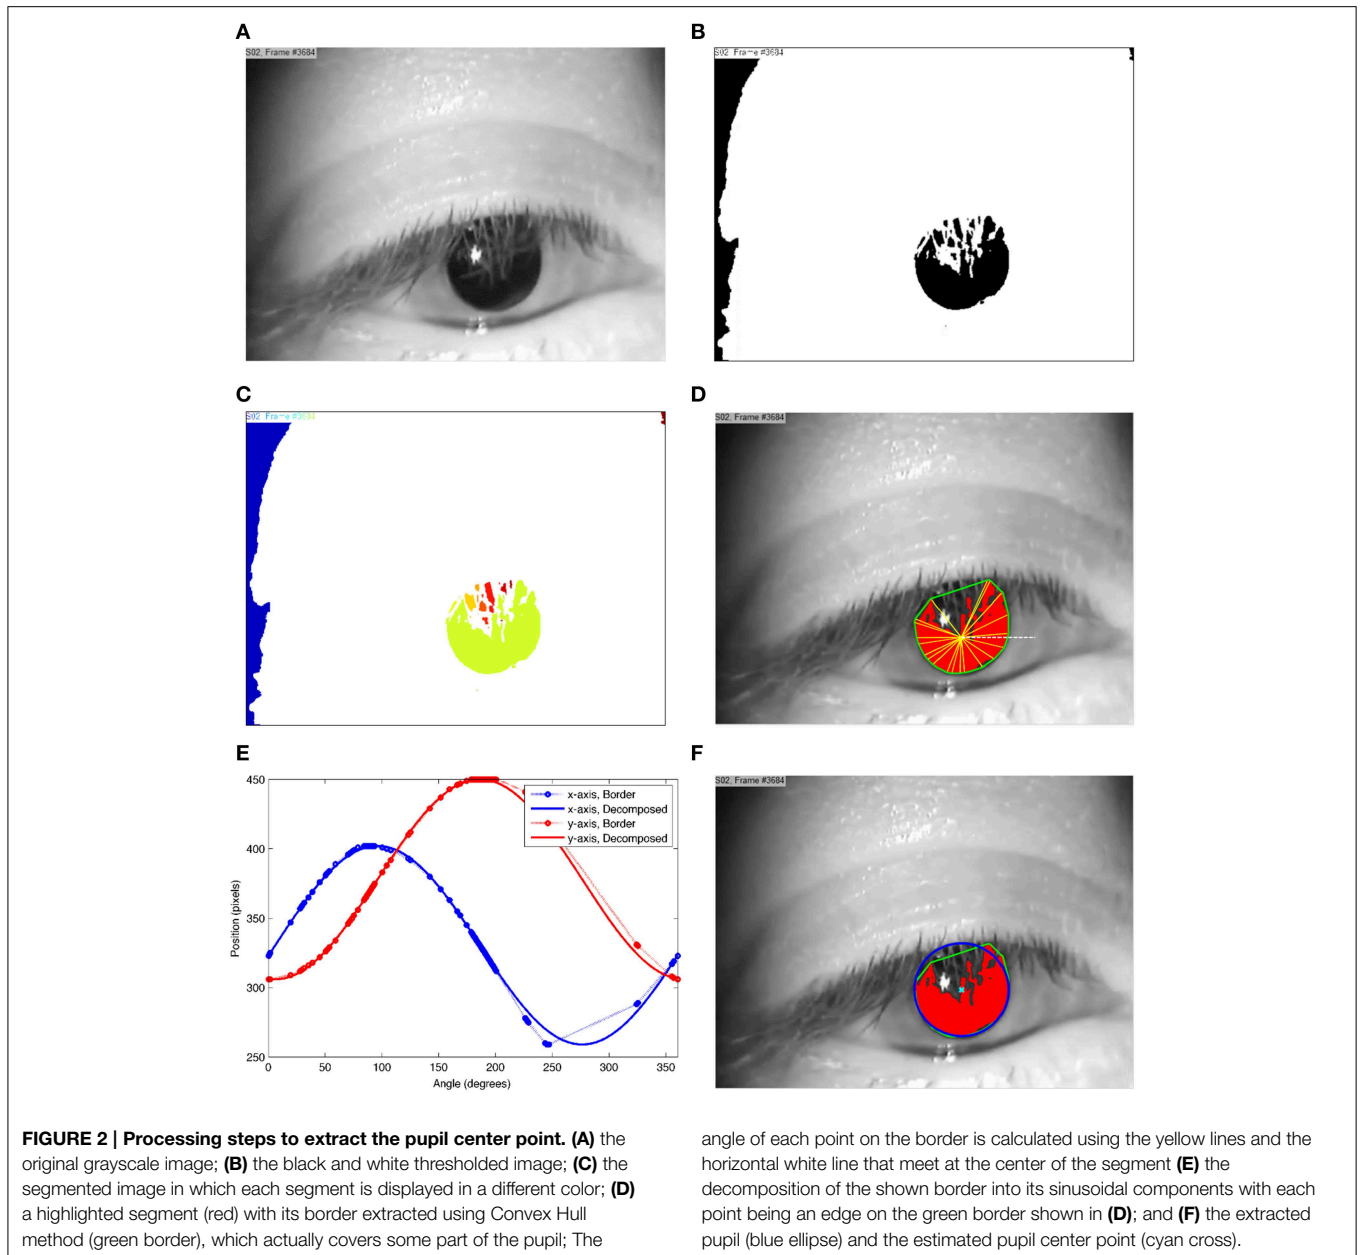 A
B
S02, Frame #3684
S02, Frame #3684
C
D
S02, Frame #3684
S02, Frame #3684
E
F
450
400
350
300
250
Position (pixels)
0
50
100
150
200
250
300
350
Angle (degrees)
x-axis, Border
x-axis, Decomposed
y-axis, Border
y-axis, Decomposed
S02, Frame #3684
FIGURE 2 | Processing steps to extract the pupil center point. (A) the
original grayscale image; (B) the black and white thresholded image; (C) the
segmented image in which each segment is displayed in a different color; (D)
a highlighted segment (red) with its border extracted using Convex Hull
method (green border), which actually covers some part of the pupil; The
angle of each point on the border is calculated using the yellow lines and the
horizontal white line that meet at the center of the segment (E) the
decomposition of the shown border into its sinusoidal components with each
point being an edge on the green border shown in (D); and (F) the extracted
pupil (blue ellipse) and the estimated pupil center point (cyan cross).